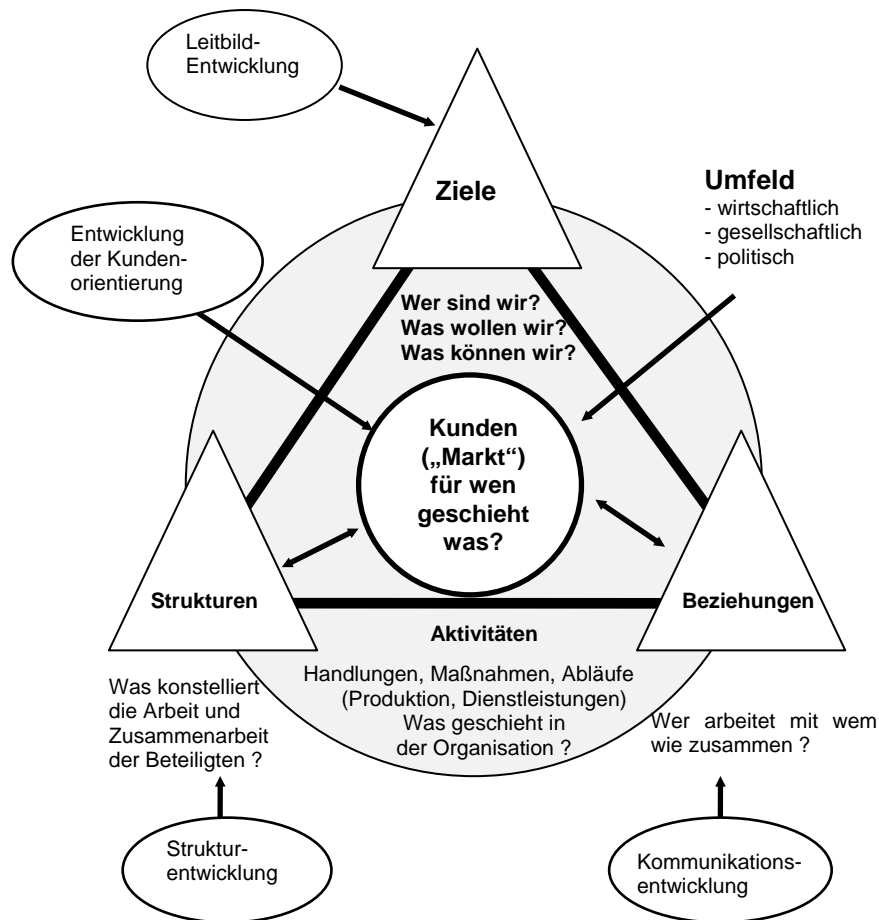 Leitbild-
Entwicklung
Ziele
Umfeld
- wirtschaftlich
- gesellschaftlich
- politisch
Entwicklung
der Kunden-
orientierung
Wer sind wir?
Was wollen wir?
Was können wir?
Kunden
(„Markt“)
für wen
geschieht
was?
Strukturen
Beziehungen
Aktivitäten
Handlungen, Maßnahmen, Abläufe
(Produktion, Dienstleistungen)
Was geschieht in
der Organisation ?
Was konstelliert
die Arbeit und
Zusammenarbeit
der Beteiligten ?
Wer arbeitet mit wem
wie zusammen ?
Struktur-
entwicklung
Kommunikations-
entwicklung